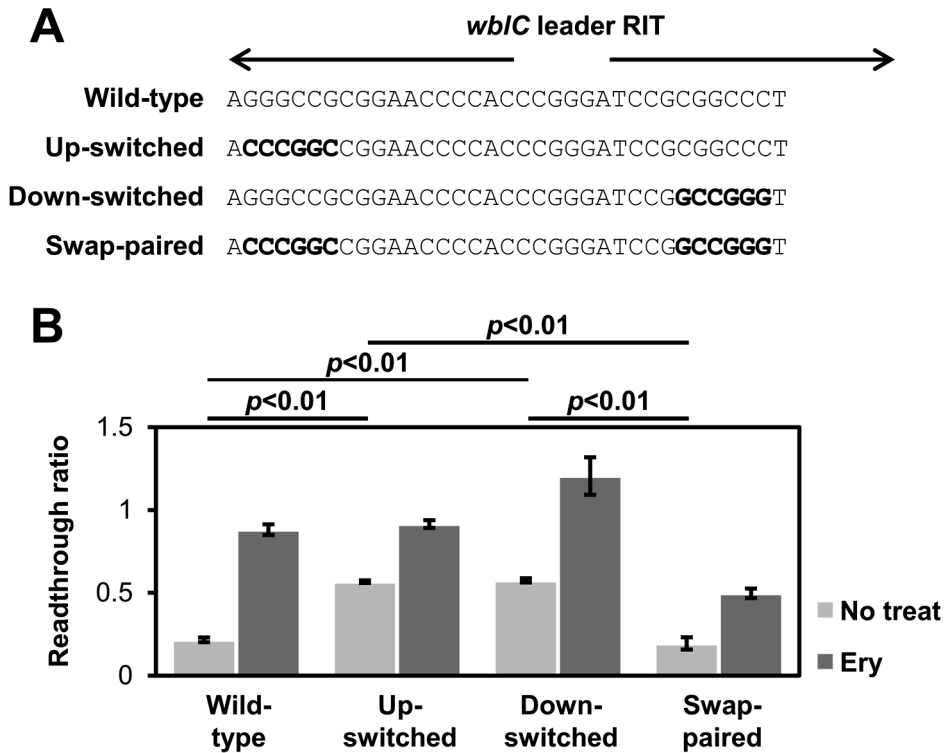 A
wblC leader RIT
Wild-type AGGGCCGCGGAACCCCACCCGGGATCCGCGGCCCT
Up-switched ACCCGGCCGGAACCCCACCCGGGATCCGCGGCCCT
Down-switched AGGGCCGCGGAACCCCACCCGGGATCCGGCCGGGT
Swap-paired ACCCGGCCGGAACCCCACCCGGGATCCGGCCGGGT
B
p<0.01
p<0.01
p<0.01 p<0.01
Readthrough ratio
1.5
1
0.5
0
No treat
Ery
Wild-
type
Up-
switched
Down-
switched
Swap-
paired